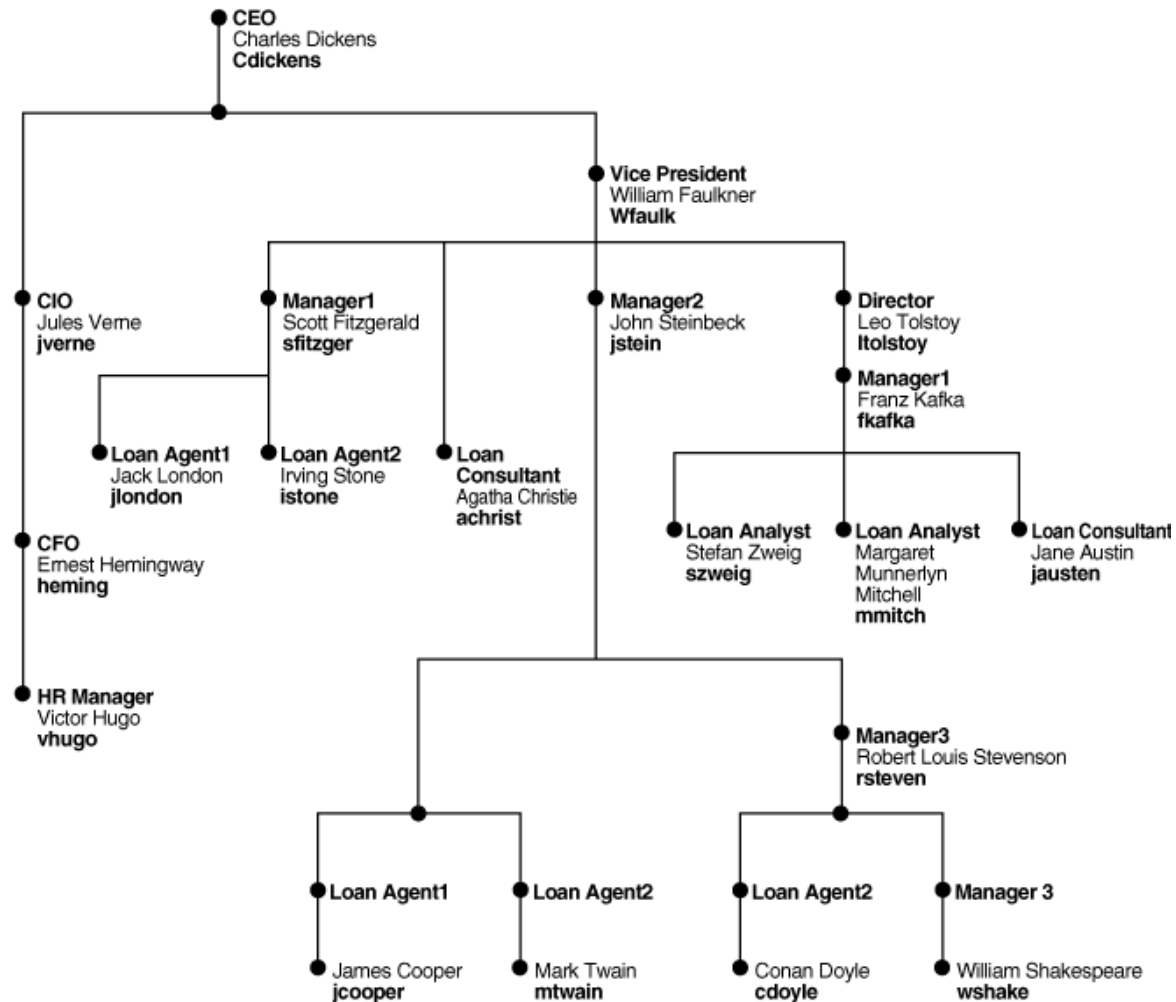 CEO
Charles Dickens
Cdickens
Vice President
William Faulkner
Wfaulk
CIO
Jules Verne
jverne
Manager1
Scott Fitzgerald
sfitzger
Manager2
John Steinbeck
jstein
Director
Leo Tolstoy
ltolstoy
Manager1
Franz Kafka
fkafka
Loan Agent1
Jack London
jlondon
Loan Agent2
Irving Stone
istone
Loan
Consultant
Agatha Christie
achrist
CFO
Ernest Hemingway
heming
Loan Analyst
Stefan Zweig
szweig
Loan Analyst
Margaret
Munnerlyn
Mitchell
mmitch
Loan Consultant
Jane Austin
jausten
HR Manager
Victor Hugo
vhugo
Manager3
Robert Louis Stevenson
rsteven
Loan Agent1
Loan Agent2
Loan Agent2
Manager 3
James Cooper
jcooper
Mark Twain
mtwain
Conan Doyle
cdoyle
William Shakespeare
wshake